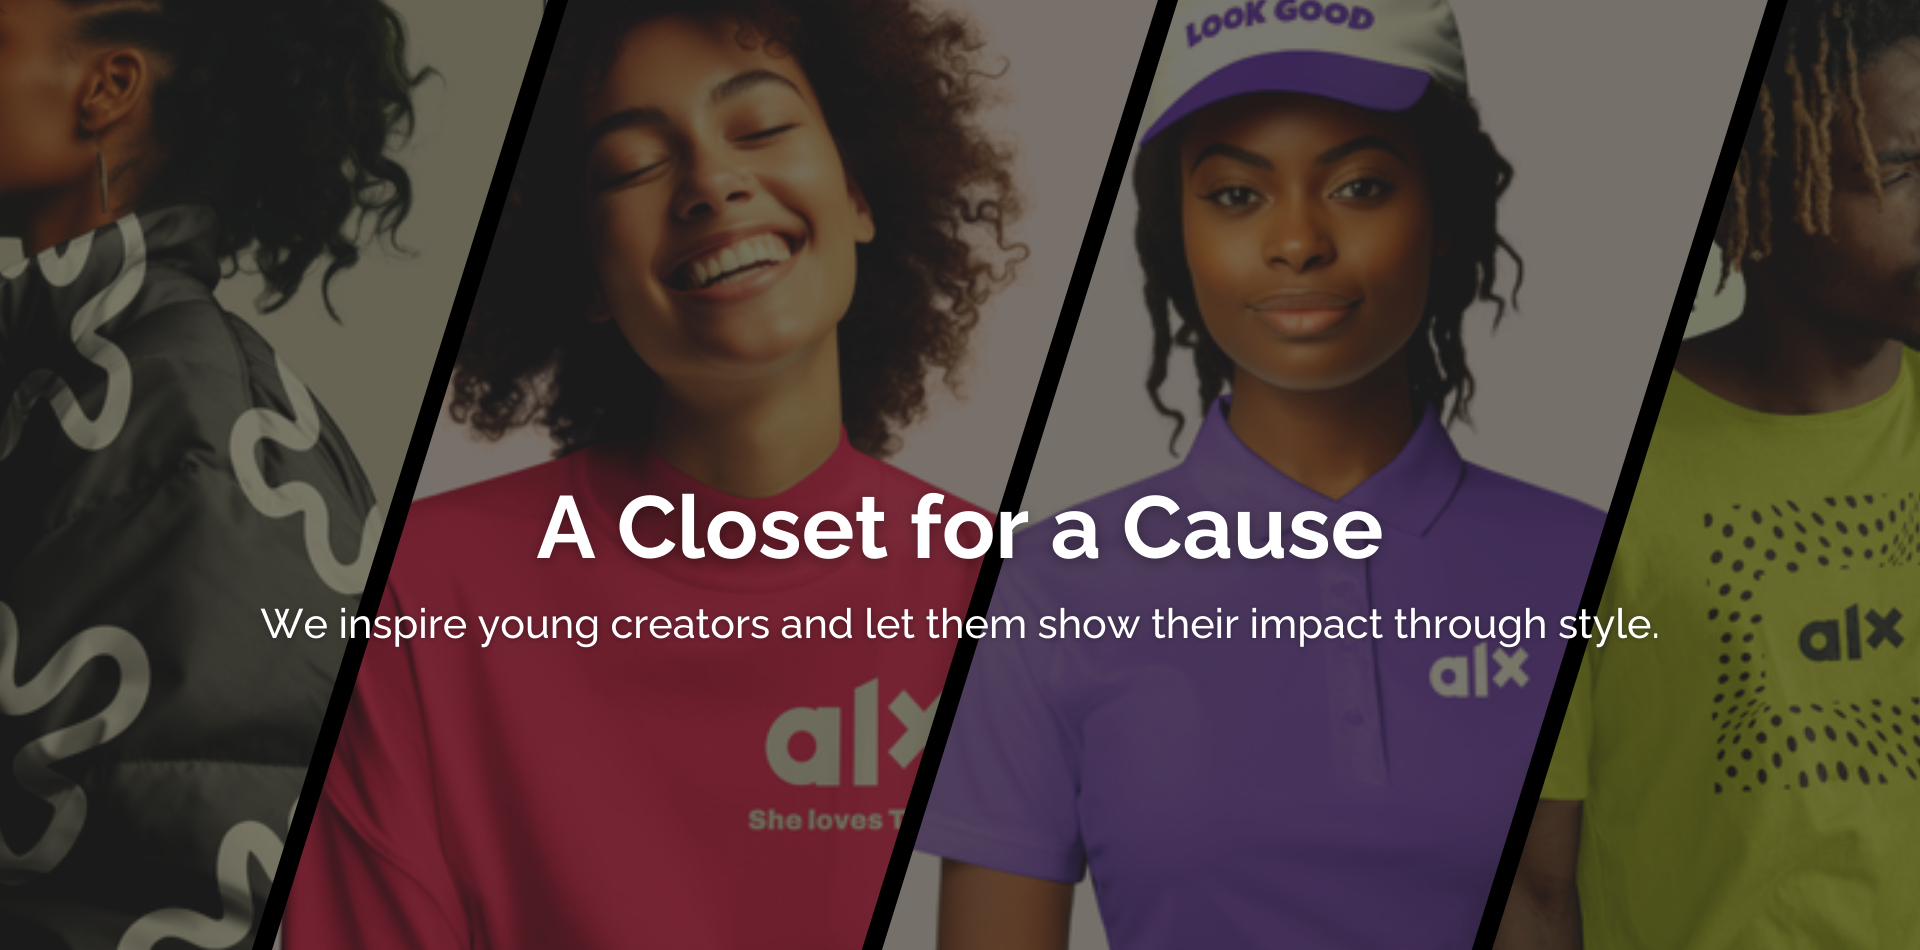 LOOK GOOD
A Closet for a Cause
We inspire young creators and let them show their impact through style.
alx
alx
alx
She loves